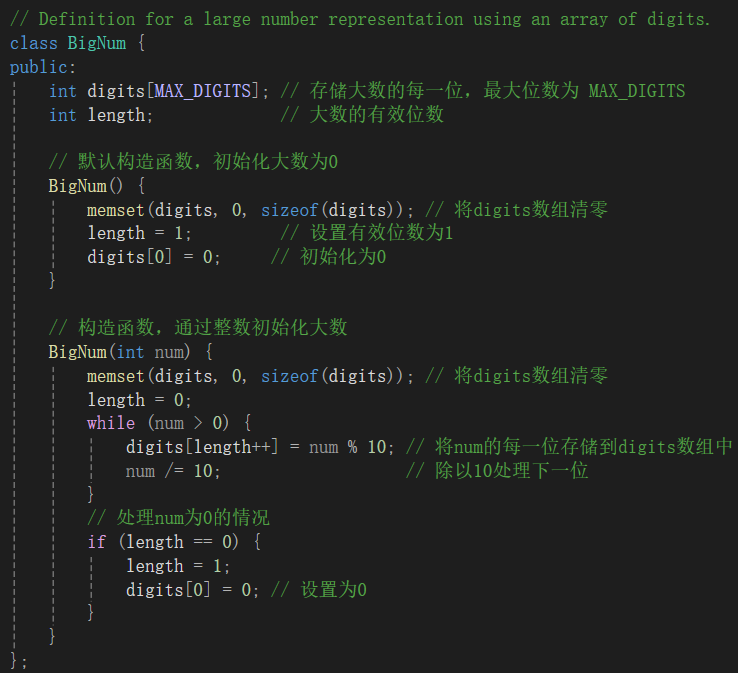 // Definition for a large number representation using an array of digits.
class BigNum {
public:
    int digits[MAX_DIGITS]; // 存储大数的每一位，最大位数为 MAX_DIGITS
    int length;             // 大数的有效位数

    // 默认构造函数，初始化大数为0
    BigNum() {
        memset(digits, 0, sizeof(digits)); // 将digits数组清零
        length = 1;         // 设置有效位数为1
        digits[0] = 0;     // 初始化为0
    }

    // 构造函数，通过整数初始化大数
    BigNum(int num) {
        memset(digits, 0, sizeof(digits)); // 将digits数组清零
        length = 0;
        while (num > 0) {
            digits[length++] = num % 10; // 将num的每一位存储到digits数组中
            num /= 10;                   // 除以10处理下一位
        }
        // 处理num为0的情况
        if (length == 0) {
            length = 1;
            digits[0] = 0; // 设置为0
        }
    }
};